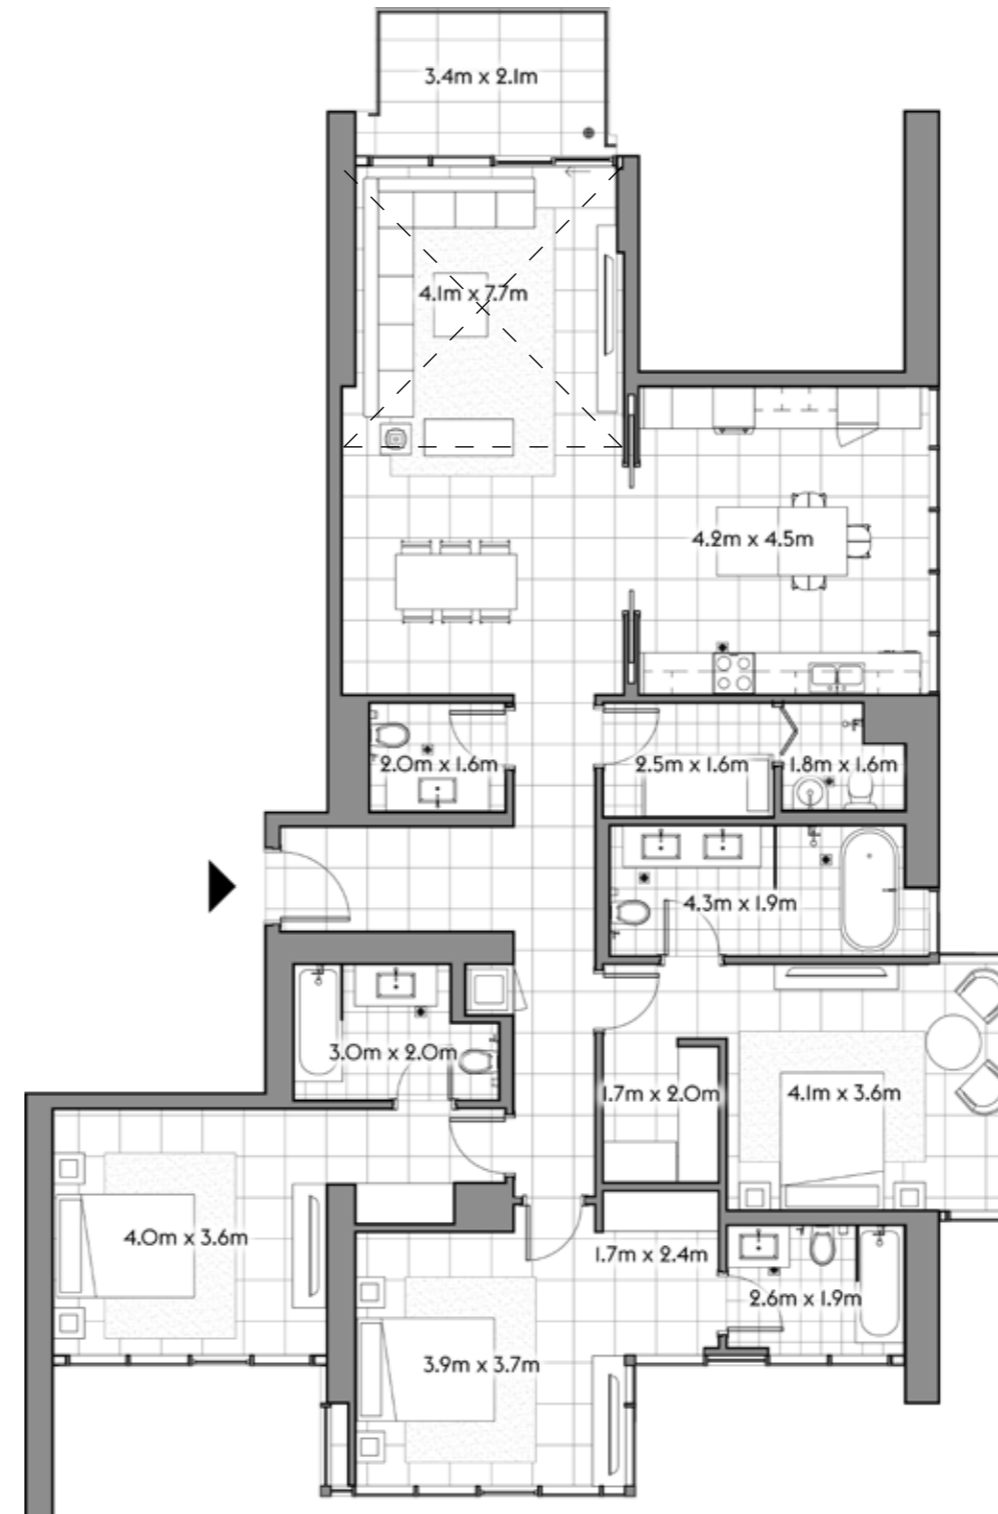 3.4m x 2.1m
4.1m x 7.7m
4.2m x 4.5m
2.0m x 1.6m
2.5m x 1.6m
1.8m x 1.6m
4.3m x 1.9m
3.0m x 2.0m
1.7m x 2.0m
4.1m x 3.6m
4.0m x 3.6m
1.7m x 2.4m
2.6m x 1.9m
3.9m x 3.7m